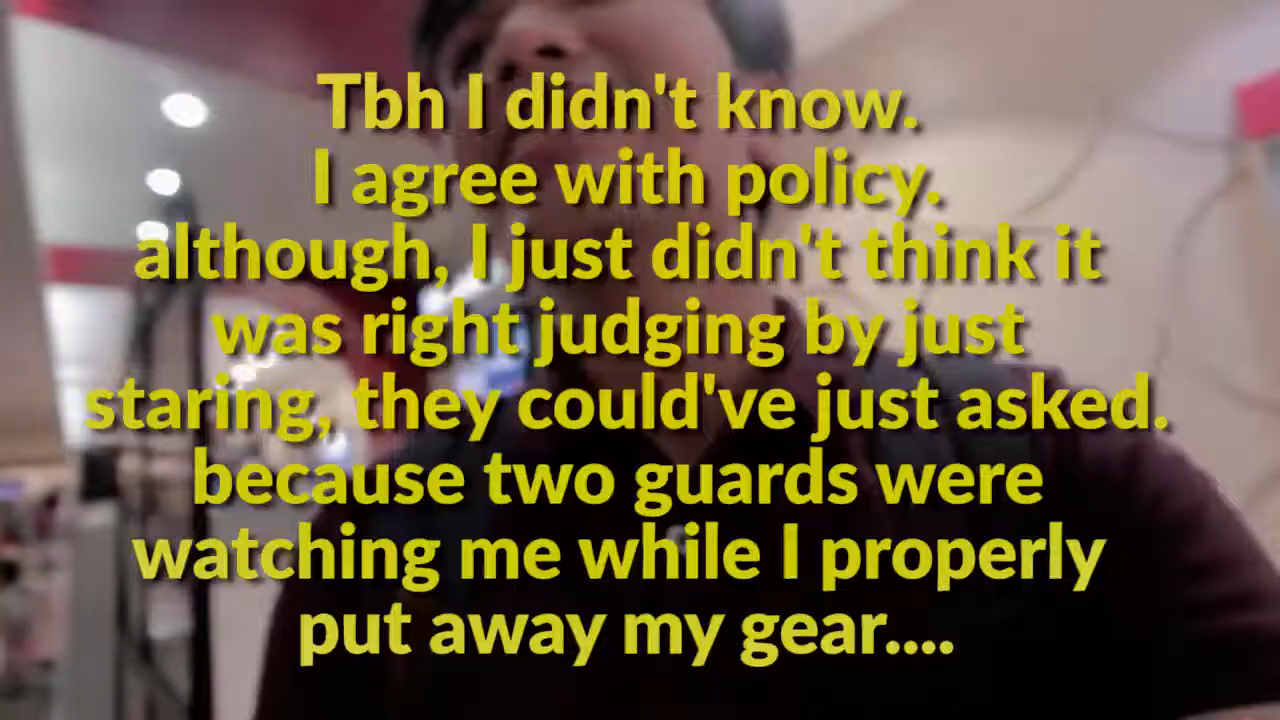 Tbh I didn't know.
I agree with policy.
although, I just didn't think it
was right judging by just
staring, they could've just asked.
because two guards were
watching me while I properly
put away my gear....